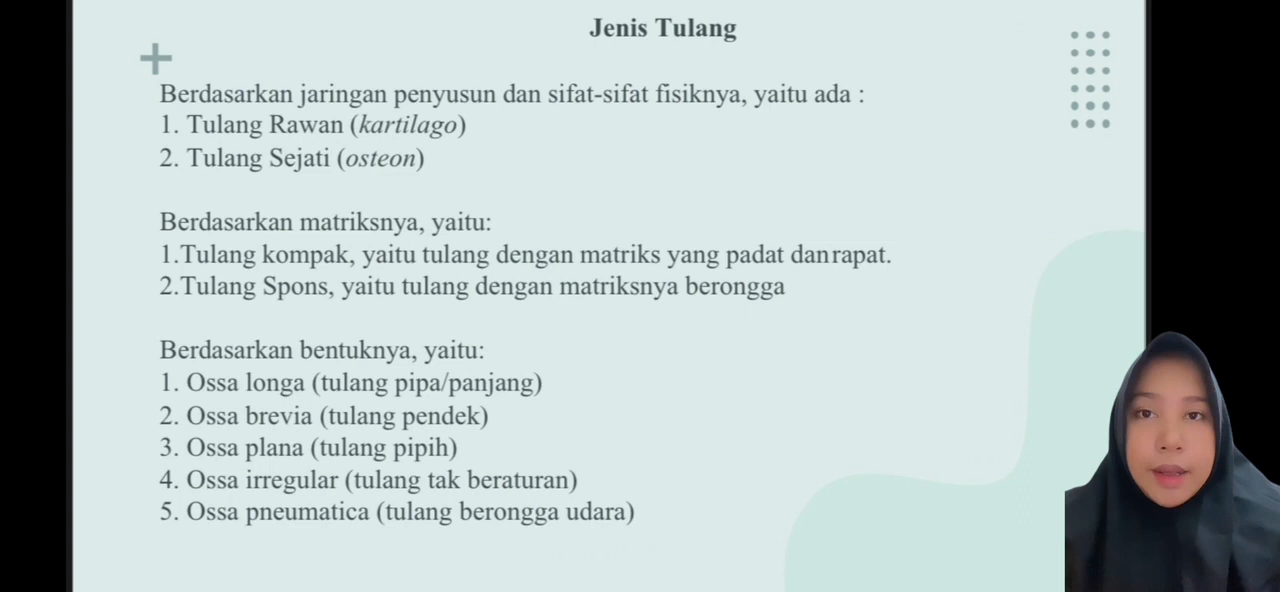 Jenis Tulang
Berdasarkan jaringan penyusun dan sifat-sifat fisiknya, yaitu ada :
1. Tulang Rawan (kartilago)
2. Tulang Sejati (osteon)
Berdasarkan matriksnya, yaitu:
1.Tulang kompak, yaitu tulang dengan matriks yang padat dan rapat.
2.Tulang Spons, yaitu tulang dengan matriksnya berongga
Berdasarkan bentuknya, yaitu:
1. Ossa longa (tulang pipa/panjang)
2. Ossa brevia (tulang pendek)
3. Ossa plana (tulang pipih)
4. Ossa irregular (tulang tak beraturan)
5. Ossa pneumatica (tulang berongga udara)